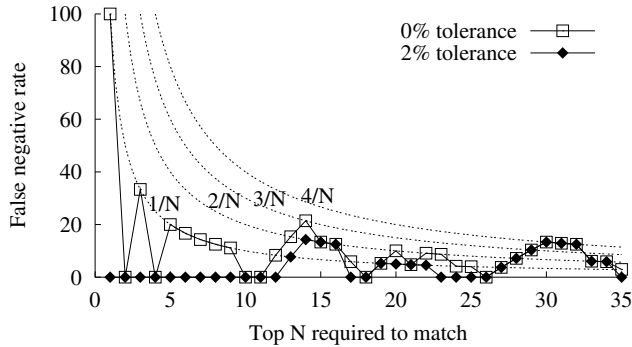 100
80
60
40
20
0
False negative rate
0% tolerance
2% tolerance
1/N
2/N
3/N
4/N
0 5 10 15 20 25 30 35
Top N required to match